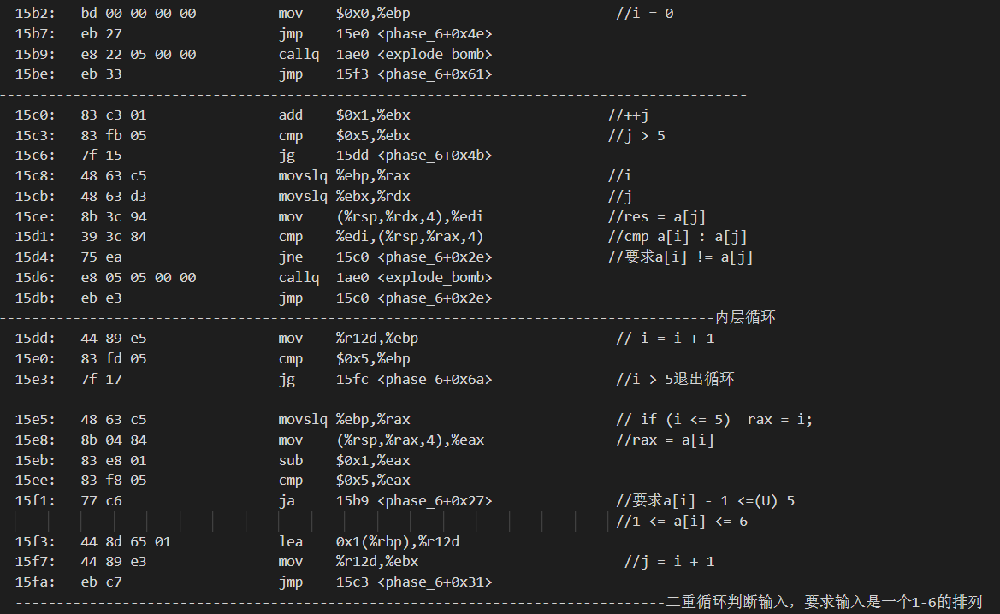 15b2: bd 00 00 00 00 mov $0x0,%ebp //i = 0
15b7: eb 27 jmp 15e0 <phase_6+0x4e>
15b9: e8 22 05 00 00 callq 1ae0 <explode_bomb>
15be: eb 33 jmp 15f3 <phase_6+0x61>
---------------------------------------------------------------------------------------
15c0: 83 c3 01 add $0x1,%ebx //++j
15c3: 83 fb 05 cmp $0x5,%ebx //j > 5
15c6: 7f 15 jg 15dd <phase_6+0x4b>
15c8: 48 63 c5 movslq %ebp,%rax //i
15cb: 48 63 d3 movslq %ebx,%rdx //j
15ce: 8b 3c 94 mov (%rsp,%rdx,4),%edi //res = a[j]
15d1: 39 3c 84 cmp %edi,(%rsp,%rax,4) //cmp a[i] : a[j]
15d4: 75 ea jne 15c0 <phase_6+0x2e> //要求a[i] != a[j]
15d6: e8 05 05 00 00 callq 1ae0 <explode_bomb>
15db: eb e3 jmp 15c0 <phase_6+0x2e>
-----------------------------------------------------------------------------------内层循环
15dd: 44 89 e5 mov %r12d,%ebp // i = i + 1
15e0: 83 fd 05 cmp $0x5,%ebp
15e3: 7f 17 jg 15fc <phase_6+0x6a> //i > 5退出循环
15e5: 48 63 c5 movslq %ebp,%rax // if (i <= 5) rax = i;
15e8: 8b 04 84 mov (%rsp,%rax,4),%eax //rax = a[i]
15eb: 83 e8 01 sub $0x1,%eax
15ee: 83 f8 05 cmp $0x5,%eax
15f1: 77 c6 ja 15b9 <phase_6+0x27> //要求a[i] - 1 <=(U) 5
//1 <= a[i] <= 6
15f3: 44 8d 65 01 lea 0x1(%rbp),%r12d
15f7: 44 89 e3 mov %r12d,%ebx //j = i + 1
15fa: eb c7 jmp 15c3 <phase_6+0x31>
----------------------------------------------------------------------------二重循环判断输入，要求输入是一个1-6的排列